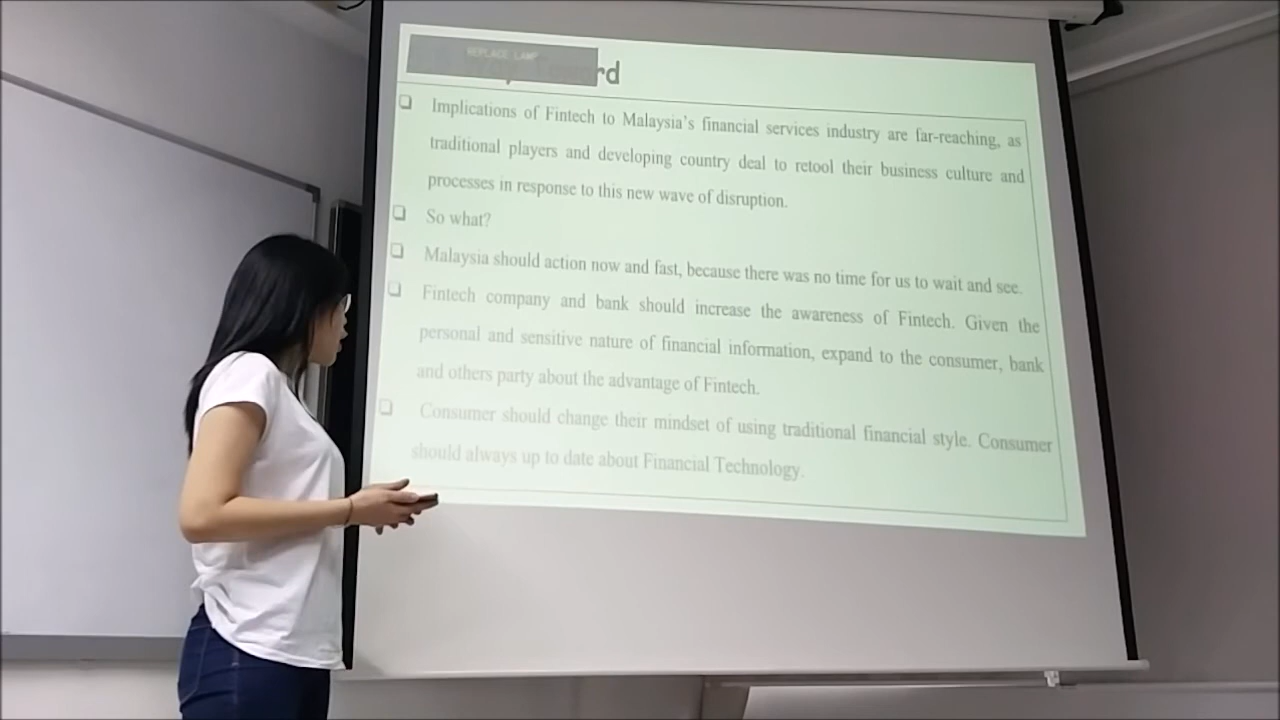 REPLACE LAMP
Implications of Fintech to Malaysia's financial services industry are far-reaching, as
traditional players and developing country deal to retool their business culture and
processes in response to this new wave of disruption.
So what?
Malaysia should action now and fast, because there was no time for us to wait and see.
Fintech company and bank should increase the awareness of Fintech. Given the
personal and sensitive nature of financial information, expand to the consumer, bank
and others party about the advantage of Fintech.
Consumer should change their mindset of using traditional financial style. Consumer
should always up to date about Financial Technology.